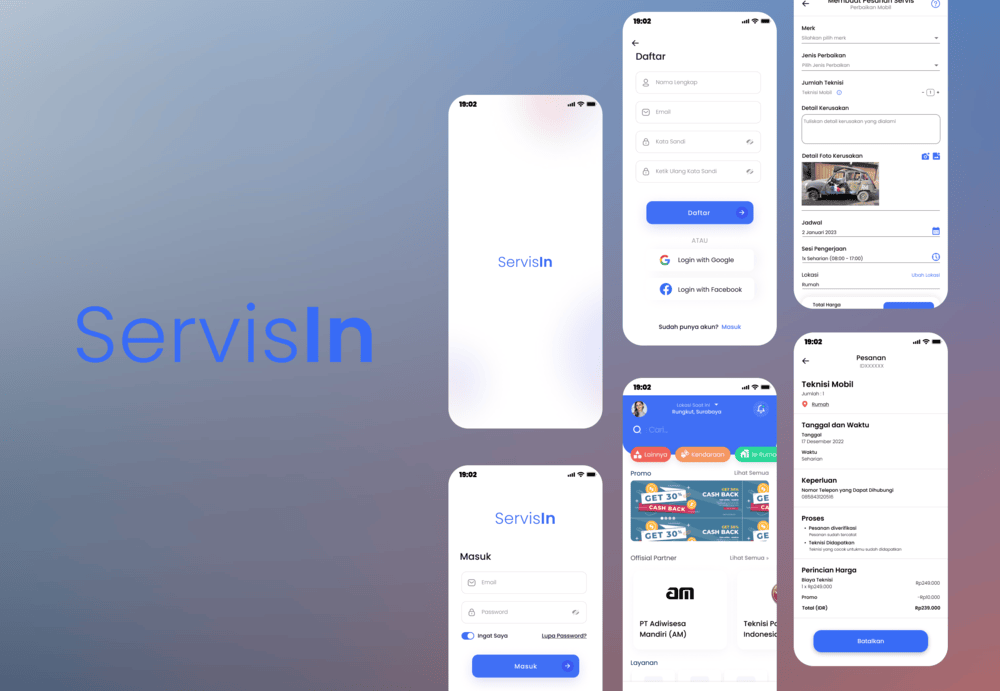 ServisIn
19:02
ServisIn
19:02
ServisIn
Masuk
Email
Password
Ingat Saya
Lupa Password?
Masuk
19:02
Daftar
Nama Lengkap
Email
Kata Sandi
Ketik Ulang Kata Sandi
Daftar
ATAU
Login with Google
Login with Facebook
Sudah punya akun? Masuk
19:02
Lokasi Saat Ini
Rungkut, Surabaya
Cari...
Lainnya
Kendaraan
Promo
Lihat Semua
GET 30%
CASH BACK
GET 50%
CASH BACK
GET 30%
CASH BACK
Offisial Partner
Lihat Semua
am
PT Adiwisesa
Mandiri (AM)
Teknisi
Indonesi
Layanan
Membuat Pesanan Servis
Perbaikan Mobil
Merk
Silahkan pilih merk
Jenis Perbaikan
Pilih Jenis Perbaikan
Jumlah Teknisi
Teknisi Mobil
- 1 +
Detail Kerusakan
Tuliskan detail kerusakan yang dialami
Detail Foto Kerusakan
Jadwal
2 Januari 2023
Sesi Pengerjaan
1x Seharian (08:00 - 17:00)
Lokasi
Ubah Lokasi
Rumah
Total Harga
19:02
Pesanan
IDXXXXXX
Teknisi Mobil
Jumlah : 1
Rumah
Tanggal dan Waktu
Tanggal
17 Desember 2022
Waktu
Seharian
Keperluan
Nomor Telepon yang Dapat Dihubungi
085843120515
Proses
Pesanan diverifikasi
Pesanan sudah tercatat
Teknisi Didapatkan
Teknisi yang cocok untukmu sudah didapatkan
Perincian Harga
Biaya Teknisi
1 x Rp249.000
Rp249.000
Promo
-Rp10.000
Total (IDR)
Rp239.000
Batalkan